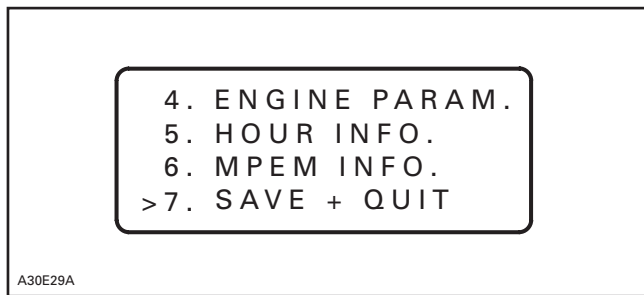 4. ENGINE PARAM.
5. HOUR INFO.
6. MPEM INFO.
>7. SAVE + QUIT
A30E29A